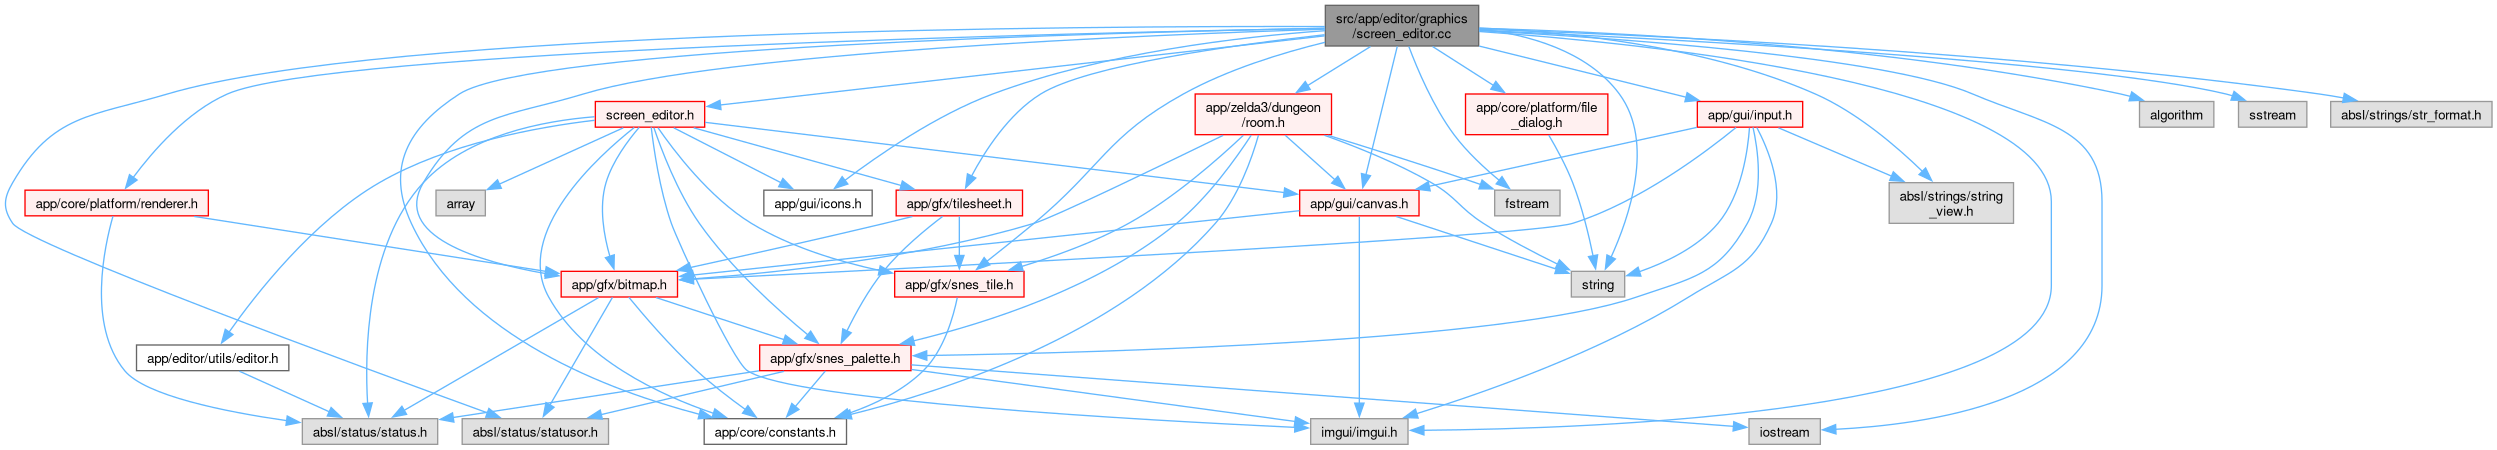 src/app/editor/graphics
/screen_editor.cc
screen_editor.h
app/zelda3/dungeon
/room.h
app/core/platform/file
_dialog.h
app/gui/input.h
algorithm
sstream
absl/strings/str_format.h
app/core/platform/renderer.h
array
app/gui/icons.h
app/gfx/tilesheet.h
app/gui/canvas.h
fstream
absl/strings/string
_view.h
app/gfx/bitmap.h
app/gfx/snes_tile.h
string
app/editor/utils/editor.h
app/gfx/snes_palette.h
absl/status/status.h
absl/status/statusor.h
app/core/constants.h
imgui/imgui.h
iostream